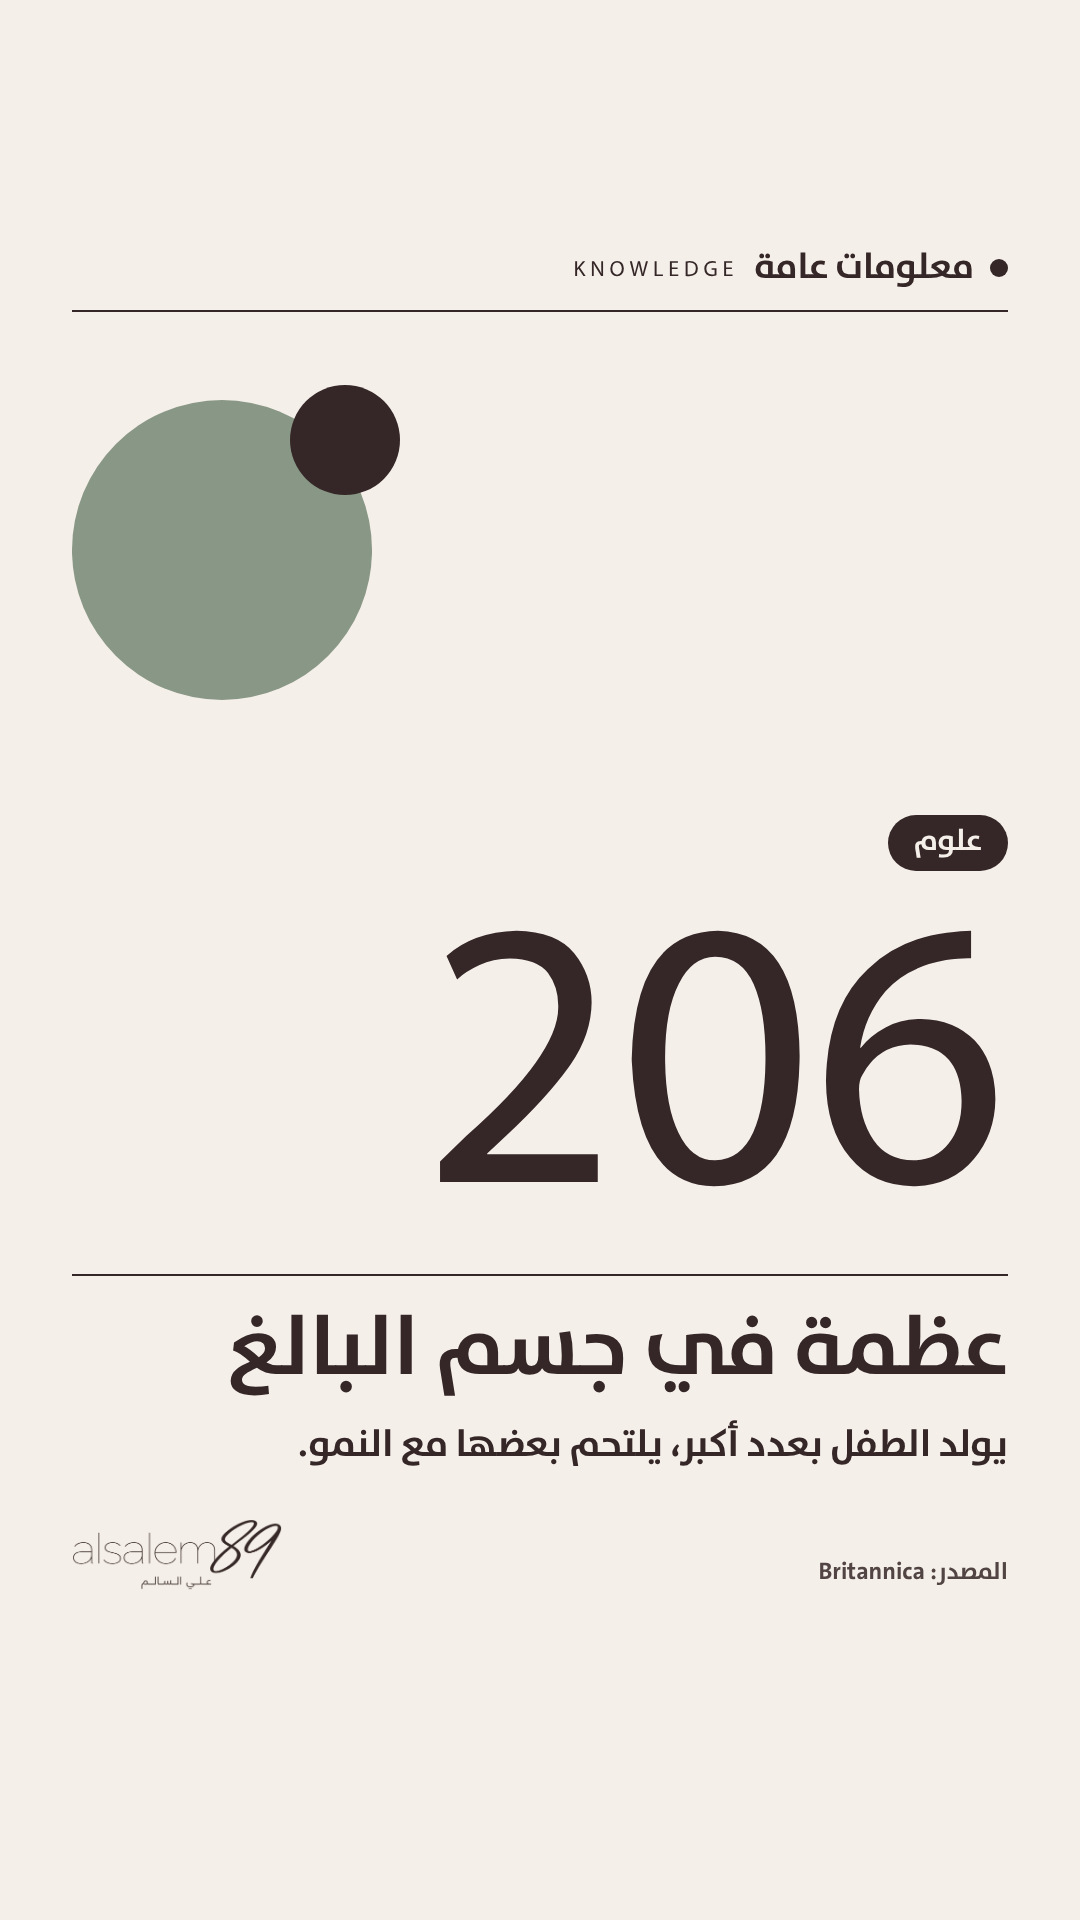 معلومات عامة KNOWLEDGE
علوم
206
عظمة في جسم البالغ
يولد الطفل بعدد أكبر، يلتحم بعضها مع النمو.
المصدر: Britannica
alsalem89
علي السالم